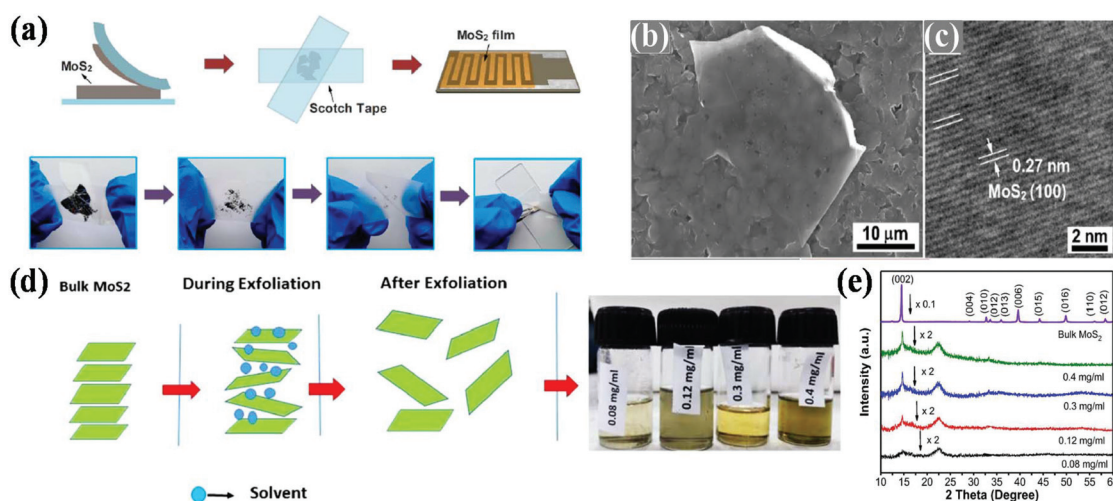 (a)
MoS2
Scotch Tape
MoS2 film
(b)
10 µm
(c)
0.27 nm
MoS2 (100)
2 nm
(d)
Bulk MoS2
During Exfoliation
After Exfoliation
Solvent
0.08 mg/ml
0.12 mg/ml
0.3 mg/ml
0.4 mg/ml
(e)
Intensity (a.u.)
(002)
x 0.1
(004)
(010)
(012)
(013)
(006)
(015)
(016)
(110)
(012)
Bulk MoS2
x 2
0.4 mg/ml
x 2
0.3 mg/ml
x 2
0.12 mg/ml
x 2
0.08 mg/ml
10 15 20 25 30 35 40 45 50 55 60
2 Theta (Degree)